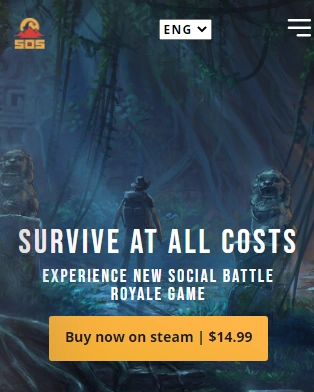 SOS
ENG
SURVIVE AT ALL COSTS
EXPERIENCE NEW SOCIAL BATTLE
ROYALE GAME
Buy now on steam | $14.99